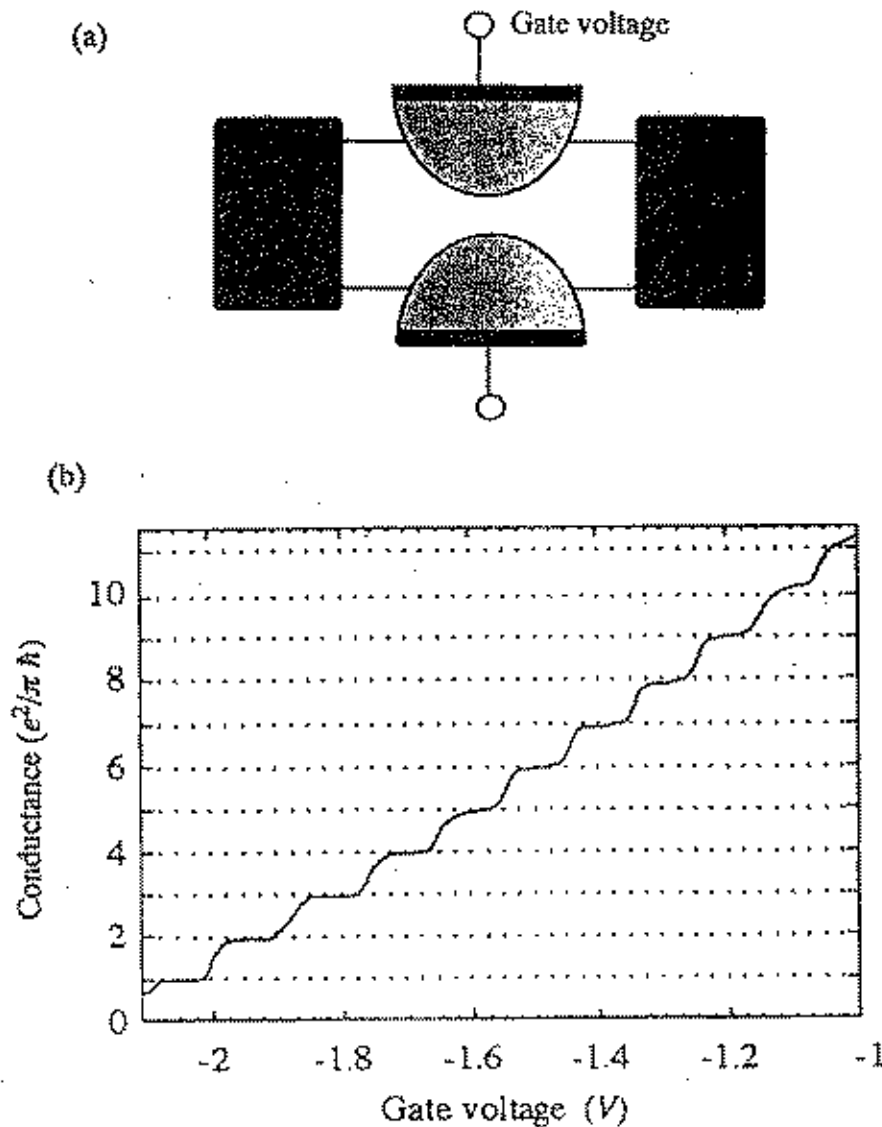 (a)
Gate voltage
(b)
Conductance (e²/π ħ)
10
8
6
4
2
0
-2 -1.8 -1.6 -1.4 -1.2 -1
Gate voltage (V)